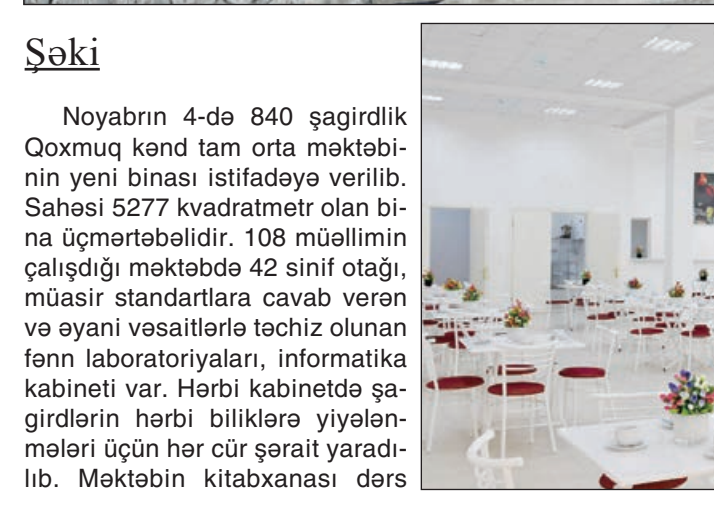 Şəki
Noyabrın 4-də 840 şagirdlik
Qoxmuq kənd tam orta məktəbi-
nin yeni binası istifadəyə verilib.
Sahəsi 5277 kvadratmetr olan bi-
na üçmərtəbəlidir. 108 müəllimin
çalışdığı məktəbdə 42 sinif otağı,
müasir standartlara cavab verən
və əyani vəsaitlərlə təchiz olunan
fənn laboratoriyaları, informatika
kabineti var. Hərbi kabinetdə şa-
girdlərin hərbi biliklərə yiyələn-
mələri üçün hər cür şərait yaradı-
lıb. Məktəbin kitabxanası dərs